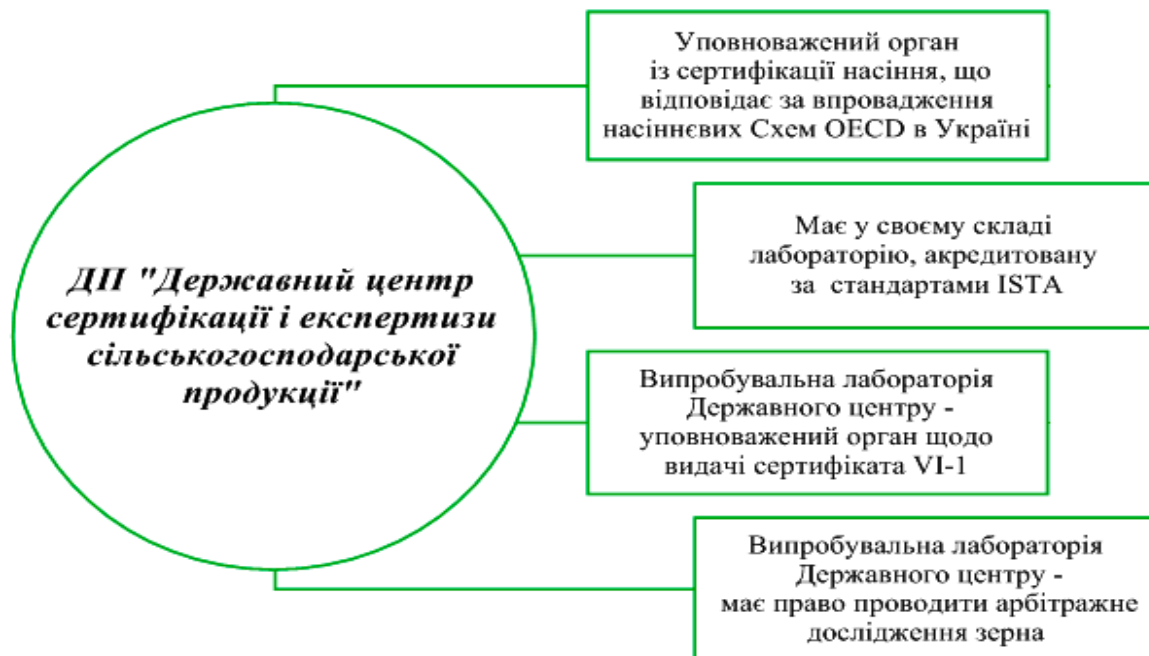 Уповноважений орган
із сертифікації насіння, що
відповідає за впровадження
насіннєвих Схем OECD в Україні
Має у своєму складі
лабораторію, акредитовану
за стандартами ISTA
ДП "Державний центр
сертифікації і експертизи
сільськогосподарської
продукції"
Випробувальна лабораторія
Державного центру -
уповноважений орган щодо
видачі сертифіката VI-1
Випробувальна лабораторія
Державного центру -
має право проводити арбітражне
дослідження зерна